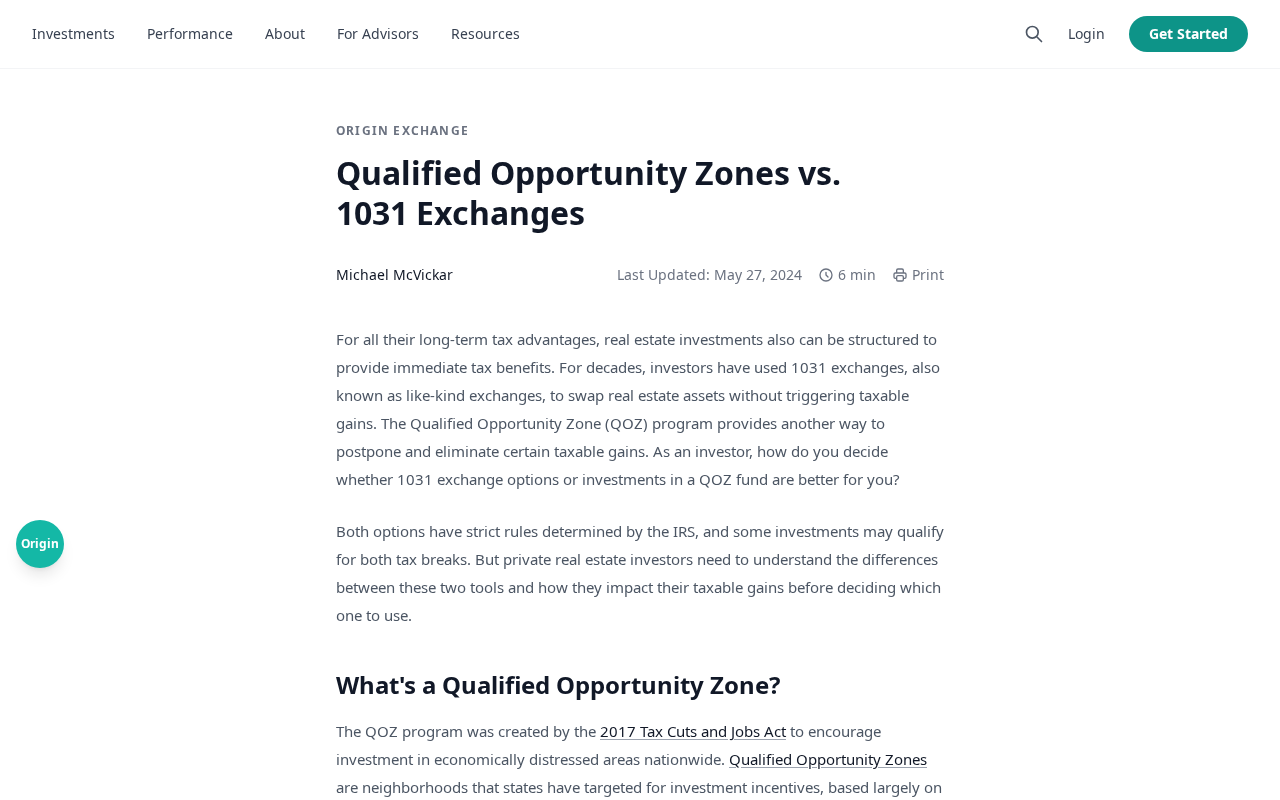 Investments
Performance
About
For Advisors
Resources
Login
Get Started
ORIGIN EXCHANGE
Qualified Opportunity Zones vs.
1031 Exchanges
Michael McVickar
Last Updated: May 27, 2024
6 min
Print
For all their long-term tax advantages, real estate investments also can be structured to
provide immediate tax benefits. For decades, investors have used 1031 exchanges, also
known as like-kind exchanges, to swap real estate assets without triggering taxable
gains. The Qualified Opportunity Zone (QOZ) program provides another way to
postpone and eliminate certain taxable gains. As an investor, how do you decide
whether 1031 exchange options or investments in a QOZ fund are better for you?
Origin
Both options have strict rules determined by the IRS, and some investments may qualify
for both tax breaks. But private real estate investors need to understand the differences
between these two tools and how they impact their taxable gains before deciding which
one to use.
What's a Qualified Opportunity Zone?
The QOZ program was created by the 2017 Tax Cuts and Jobs Act to encourage
investment in economically distressed areas nationwide. Qualified Opportunity Zones
are neighborhoods that states have targeted for investment incentives, based largely on